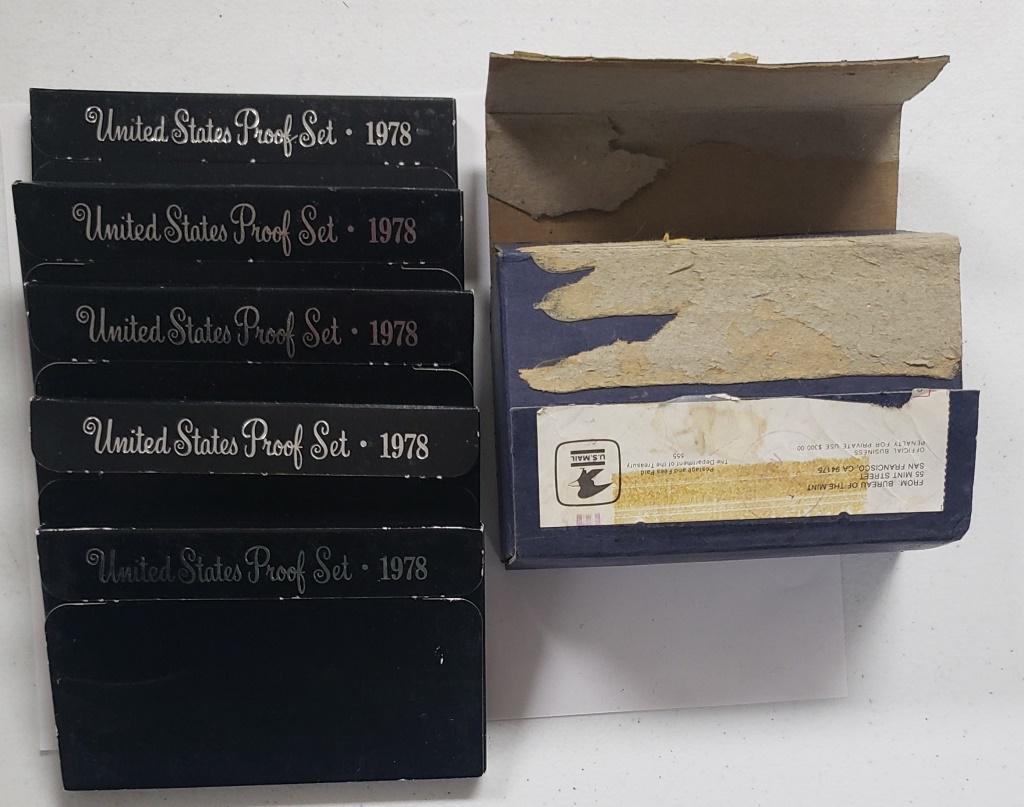 United States Proof Set • 1978
United States Proof Set • 1978
United States Proof Set • 1978
United States Proof Set • 1978
United States Proof Set • 1978
FROM: BUREAU OF THE MINT
55 MINT STREET
SAN FRANCISCO, CA 94175
OFFICIAL BUSINESS
PENALTY FOR PRIVATE USE $300.00
Postage and Fees Paid
The Department of the Treasury
555
U.S.MAIL